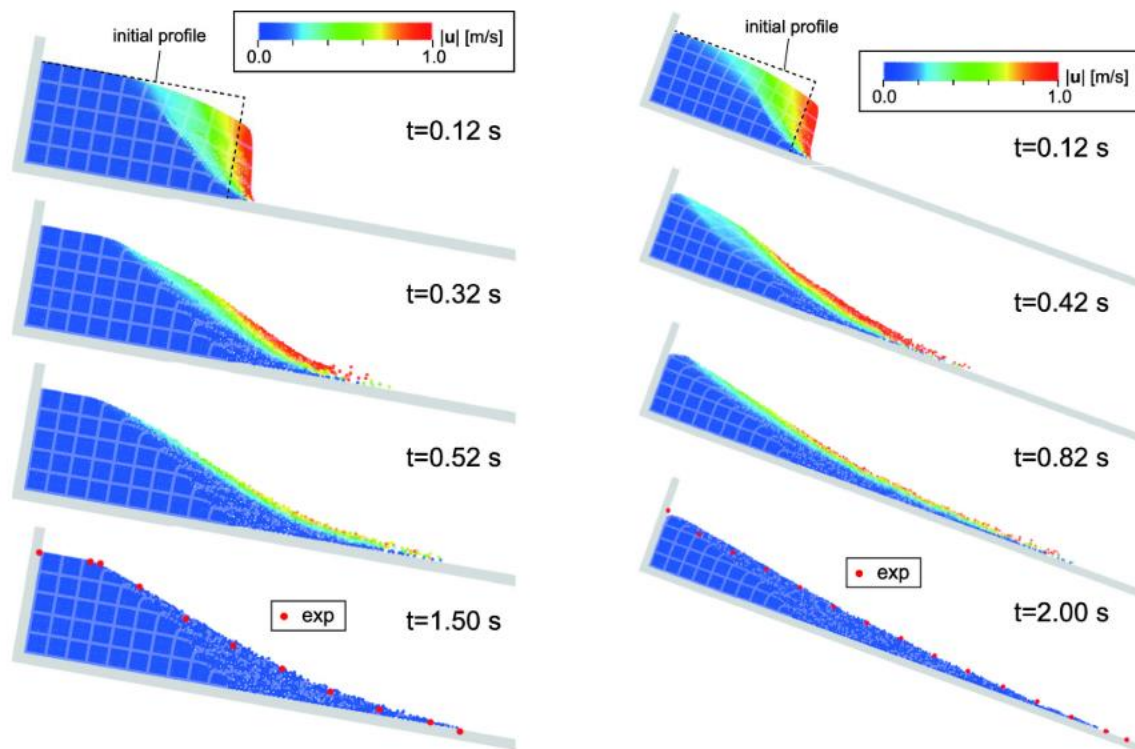 initial profile
|u| [m/s]
0.0
1.0
t=0.12 s
t=0.32 s
t=0.52 s
exp
t=1.50 s
initial profile
|u| [m/s]
0.0
1.0
t=0.12 s
t=0.42 s
t=0.82 s
exp
t=2.00 s